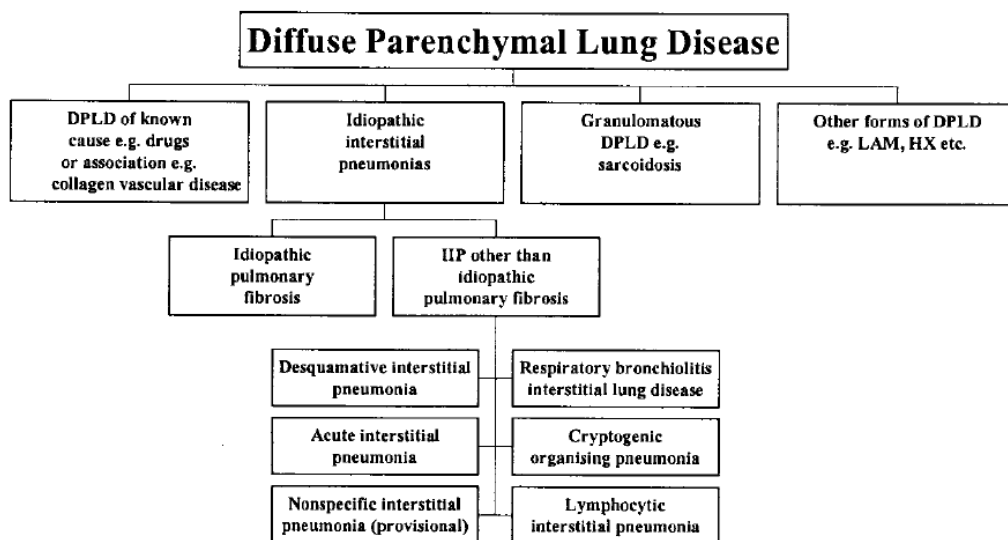 Diffuse Parenchymal Lung Disease
DPLD of known
cause e.g. drugs
or association e.g.
collagen vascular disease
Idiopathic
interstitial
pneumonias
Granulomatous
DPLD e.g.
sarcoidosis
Other forms of DPLD
e.g. LAM, HX etc.
Idiopathic
pulmonary
fibrosis
IIP other than
idiopathic
pulmonary fibrosis
Desquamative interstitial
pneumonia
Respiratory bronchiolitis
interstitial lung disease
Acute interstitial
pneumonia
Cryptogenic
organising pneumonia
Nonspecific interstitial
pneumonia (provisional)
Lymphocytic
interstitial pneumonia